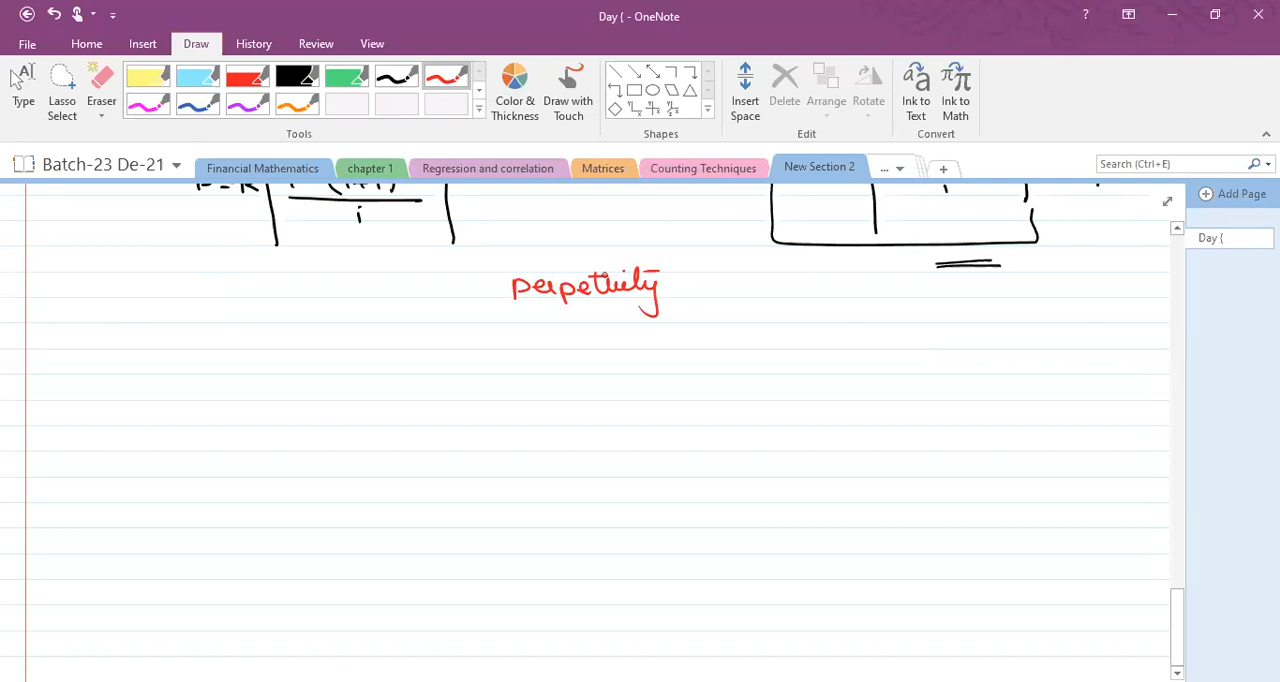 Day { - OneNote
?
File Home Insert Draw History Review View
Type
Lasso Select
Eraser
Color & Thickness
Draw with Touch
Insert Space
Delete
Arrange
Rotate
Ink to Text
Ink to Math
Tools
Shapes
Edit
Convert
Batch-23 De-21
Financial Mathematics
chapter 1
Regression and correlation
Matrices
Counting Techniques
New Section 2
...
+
Search (Ctrl+E)
Add Page
Day {
i
perpetuity